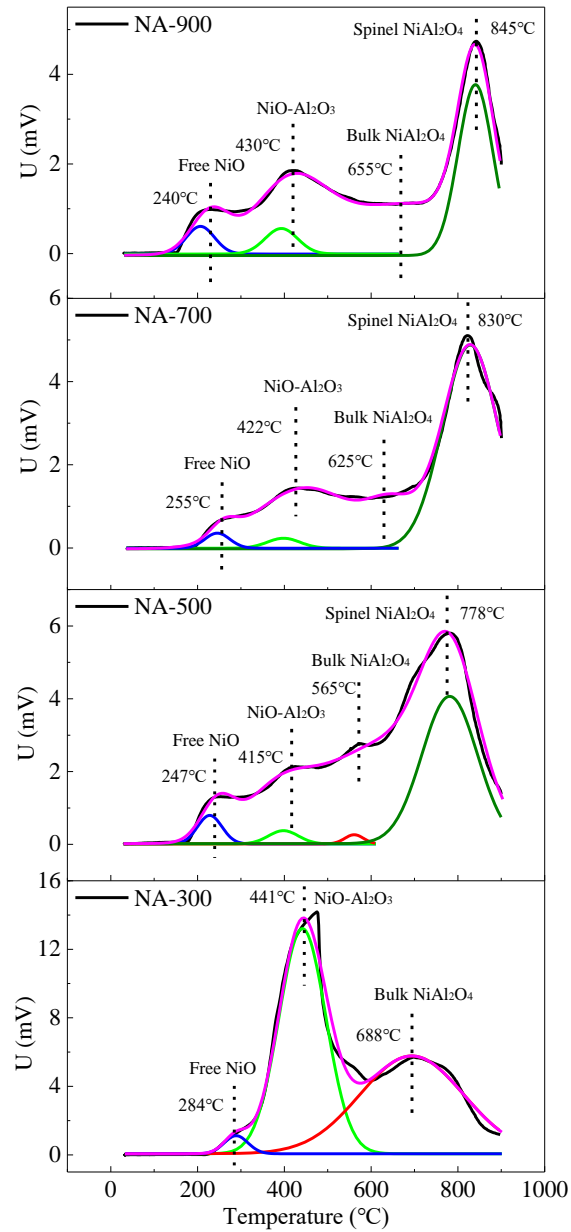 NA-900
Spinel NiAl2O4
845℃
NiO-Al2O3
430℃
Bulk NiAl2O4
Free NiO
655℃
240℃
4
2
0
U (mV)
6
NA-700
Spinel NiAl2O4
830℃
NiO-Al2O3
422℃
Bulk NiAl2O4
Free NiO
625℃
255℃
4
2
0
U (mV)
6
NA-500
Spinel NiAl2O4
778℃
Bulk NiAl2O4
565℃
NiO-Al2O3
Free NiO
415℃
247℃
4
2
0
U (mV)
16
NA-300
441℃
NiO-Al2O3
Bulk NiAl2O4
688℃
Free NiO
284℃
12
8
4
0
U (mV)
0 200 400 600 800 1000
Temperature (℃)